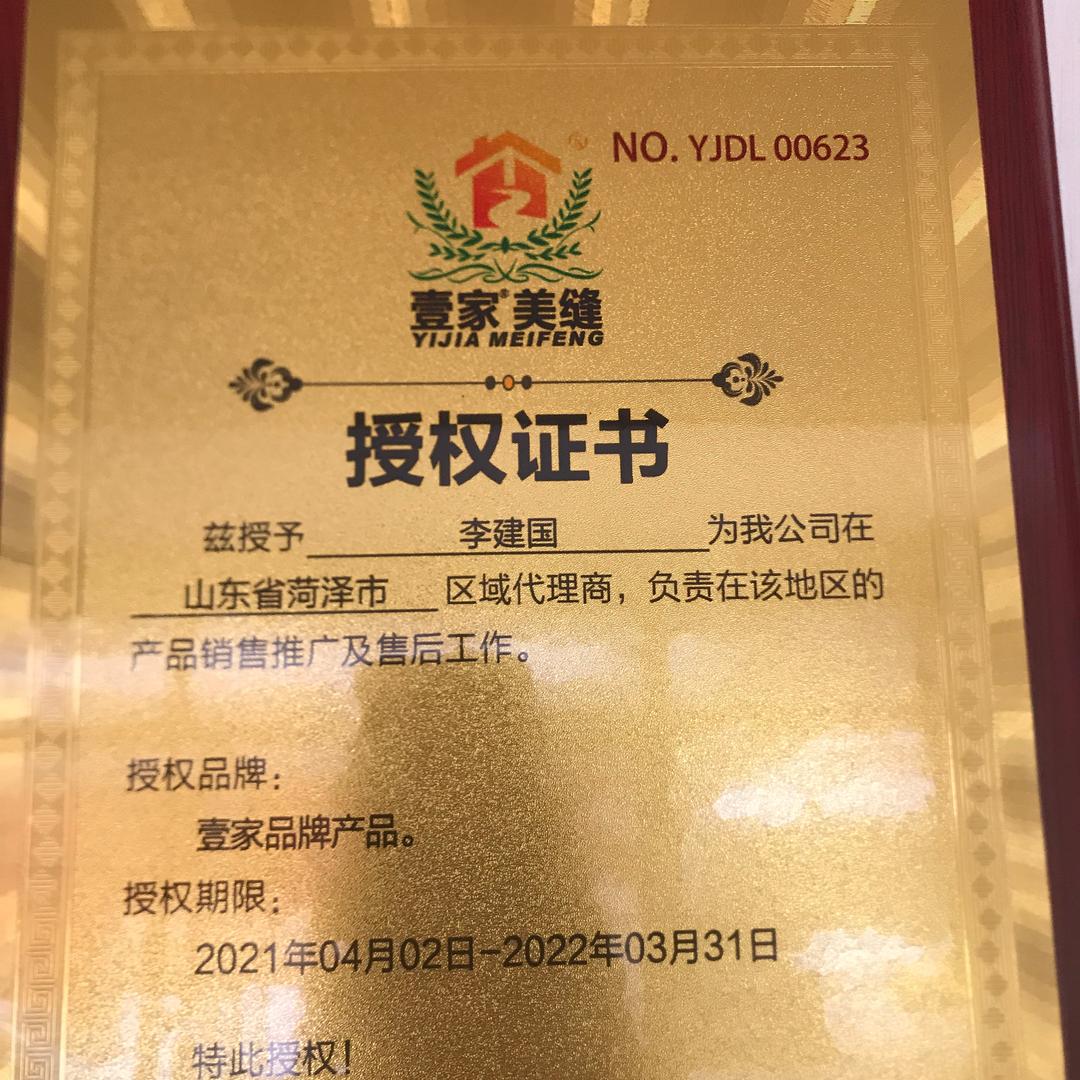 NO. YJDL 00623
壹家®美缝
YIJIA MEIFENG
授权证书
兹授予 李建国 为我公司在
山东省菏泽市 区域代理商，负责在该地区的
产品销售推广及售后工作。
授权品牌：
壹家品牌产品。
授权期限：
2021年04月02日-2022年03月31日
特此授权！